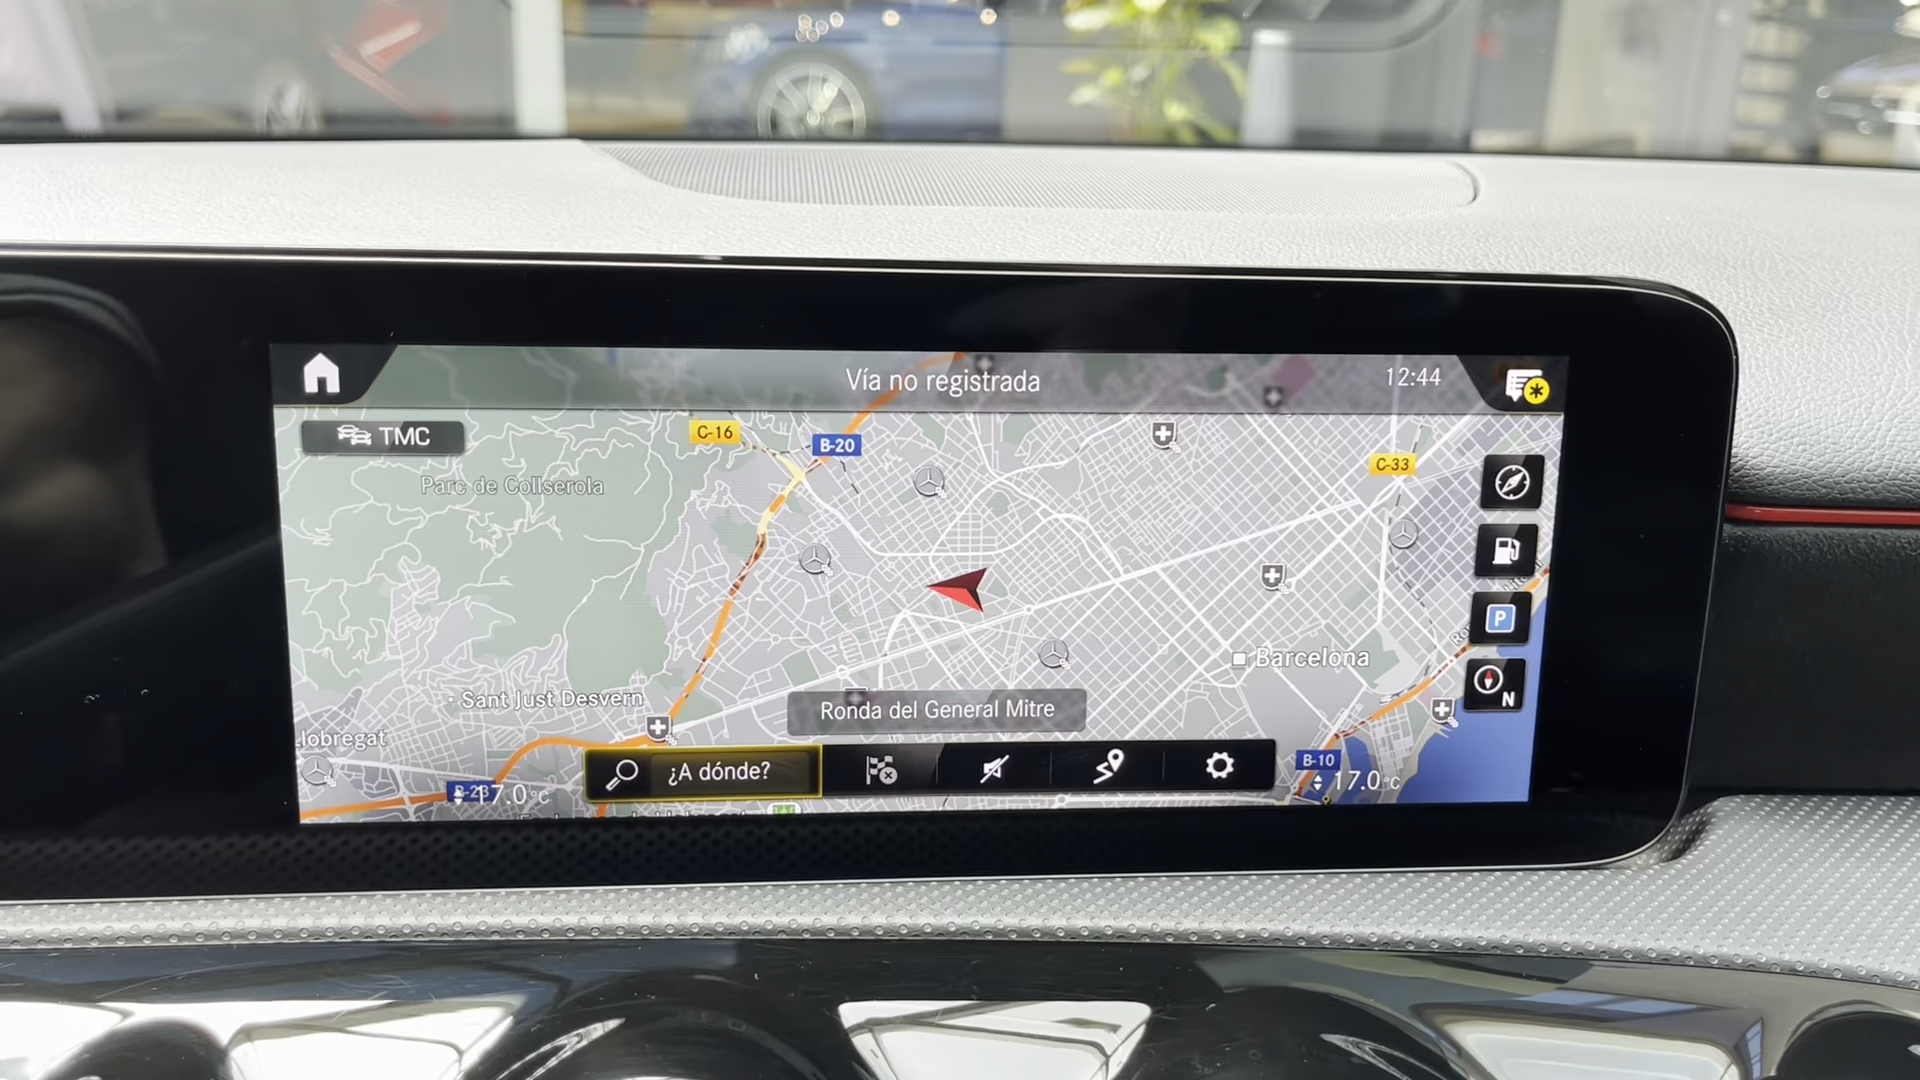 Vía no registrada
12:44
TMC
C-16
B-20
C-33
Parc de Collserola
P
Barcelona
Sant Just Desvern
N
Ronda del General Mitre
Llobregat
¿A dónde?
B-10
B-23
17.0°C
17.0°C